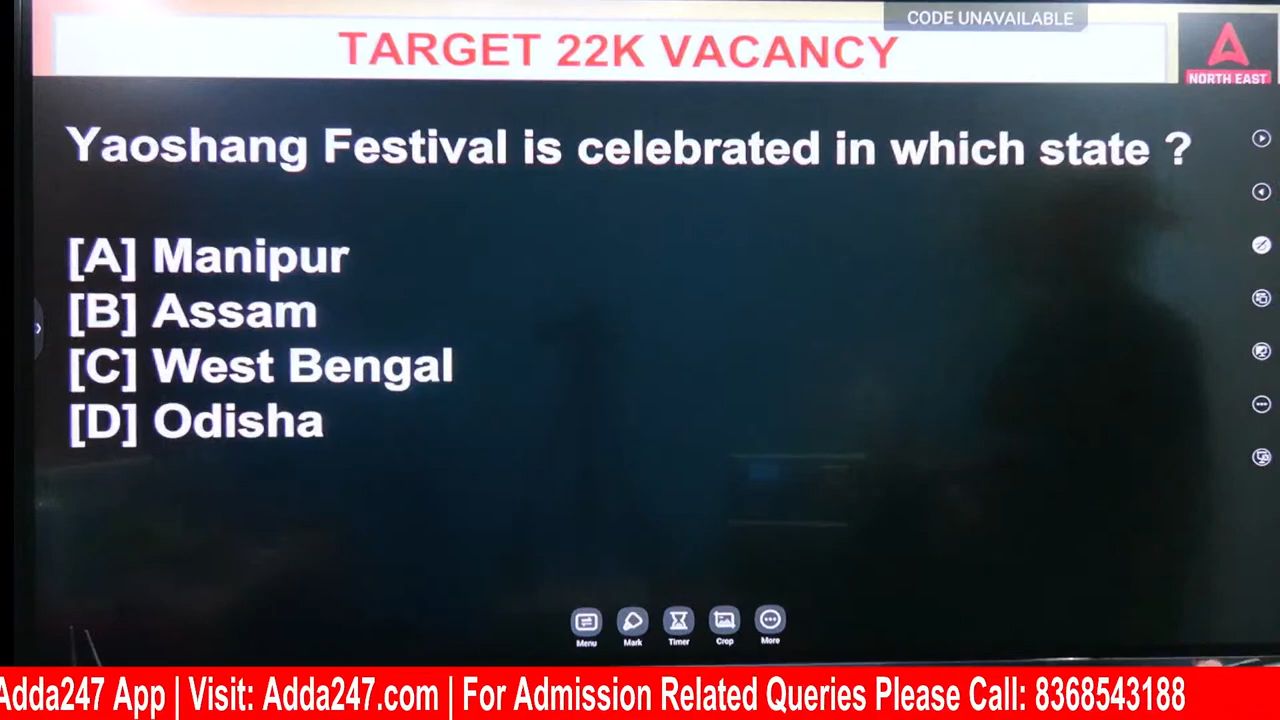 CODE UNAVAILABLE
TARGET 22K VACANCY
NORTH EAST
Yaoshang Festival is celebrated in which state ?
[A] Manipur
[B] Assam
[C] West Bengal
[D] Odisha
Menu
Mark
Timer
Crop
More
Adda247 App | Visit: Adda247.com | For Admission Related Queries Please Call: 8368543188